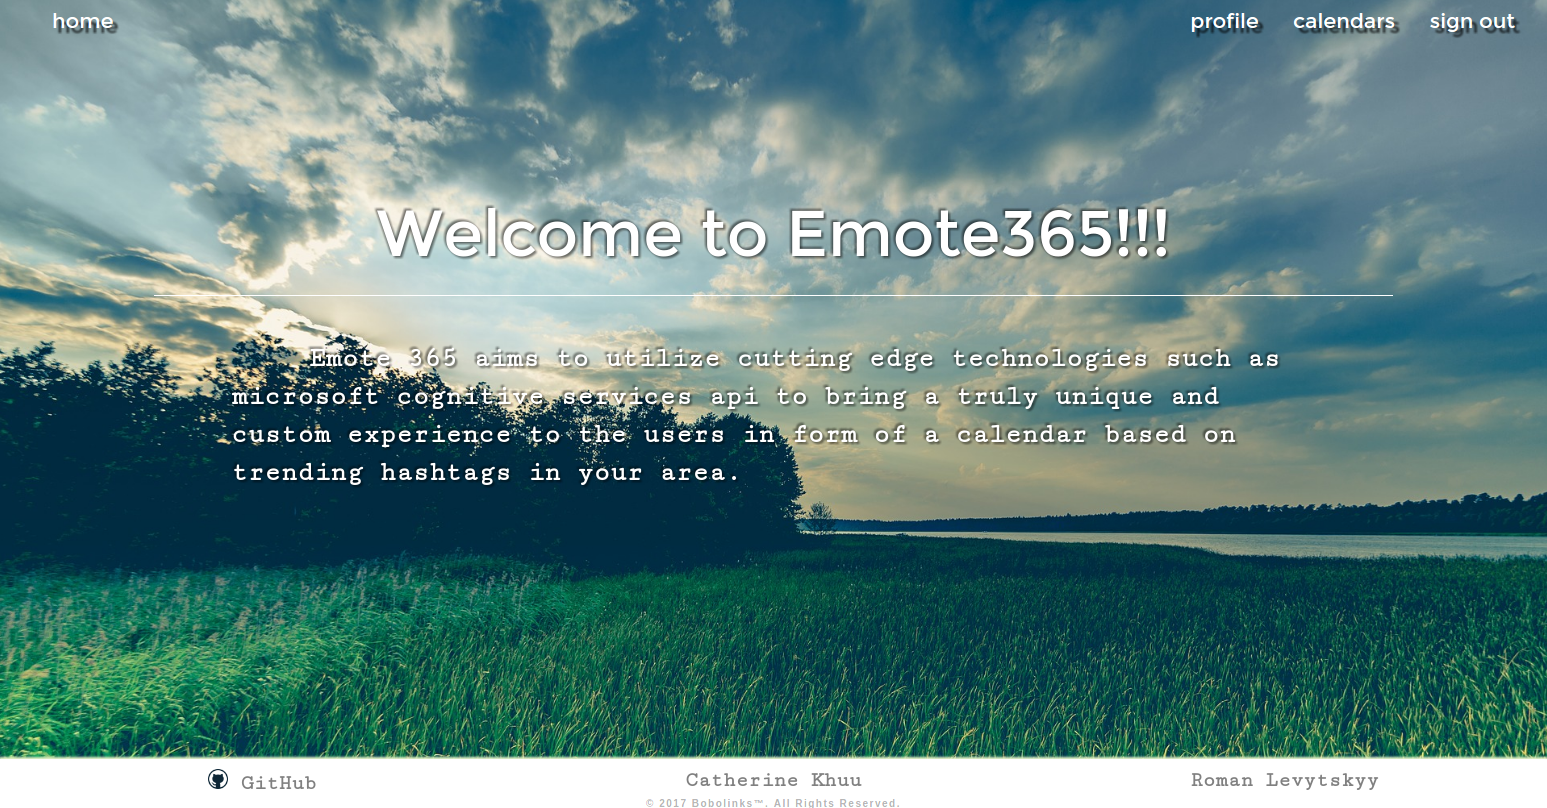 home
profile calendars sign out
Welcome to Emote365!!!
Emote 365 aims to utilize cutting edge technologies such as
microsoft cognitive services api to bring a truly unique and
custom experience to the users in form of a calendar based on
trending hashtags in your area.
GitHub
Catherine Khuu
Roman Levytskyy
© 2017 Bobolinks™. All Rights Reserved.